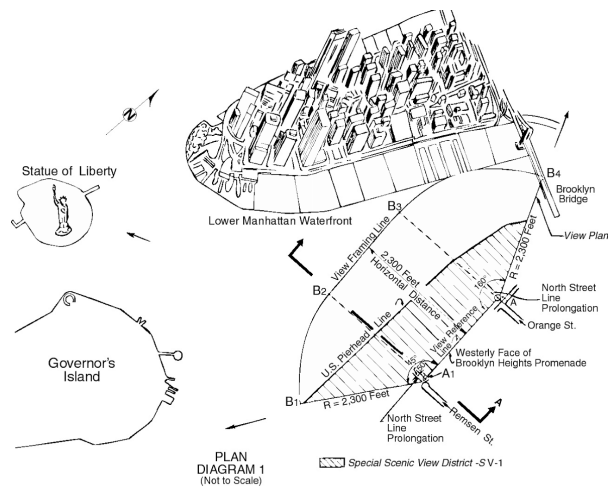 N
Statue of Liberty
Lower Manhattan Waterfront
B4
Brooklyn
Bridge
View Plan
B3
View Framing Line
2,300 Feet
Horizontal Distance
R = 2,300 Feet
160°
A
North Street
Line
Prolongation
Orange St.
B2
U.S. Pierhead Line
View Reference
Line
Westerly Face of
Brooklyn Heights Promenade
Governor's
Island
45°
A1
B1
R = 2,300 Feet
A
North Street
Line
Prolongation
Remsen St.
PLAN
DIAGRAM 1
(Not to Scale)
Special Scenic View District -S V-1